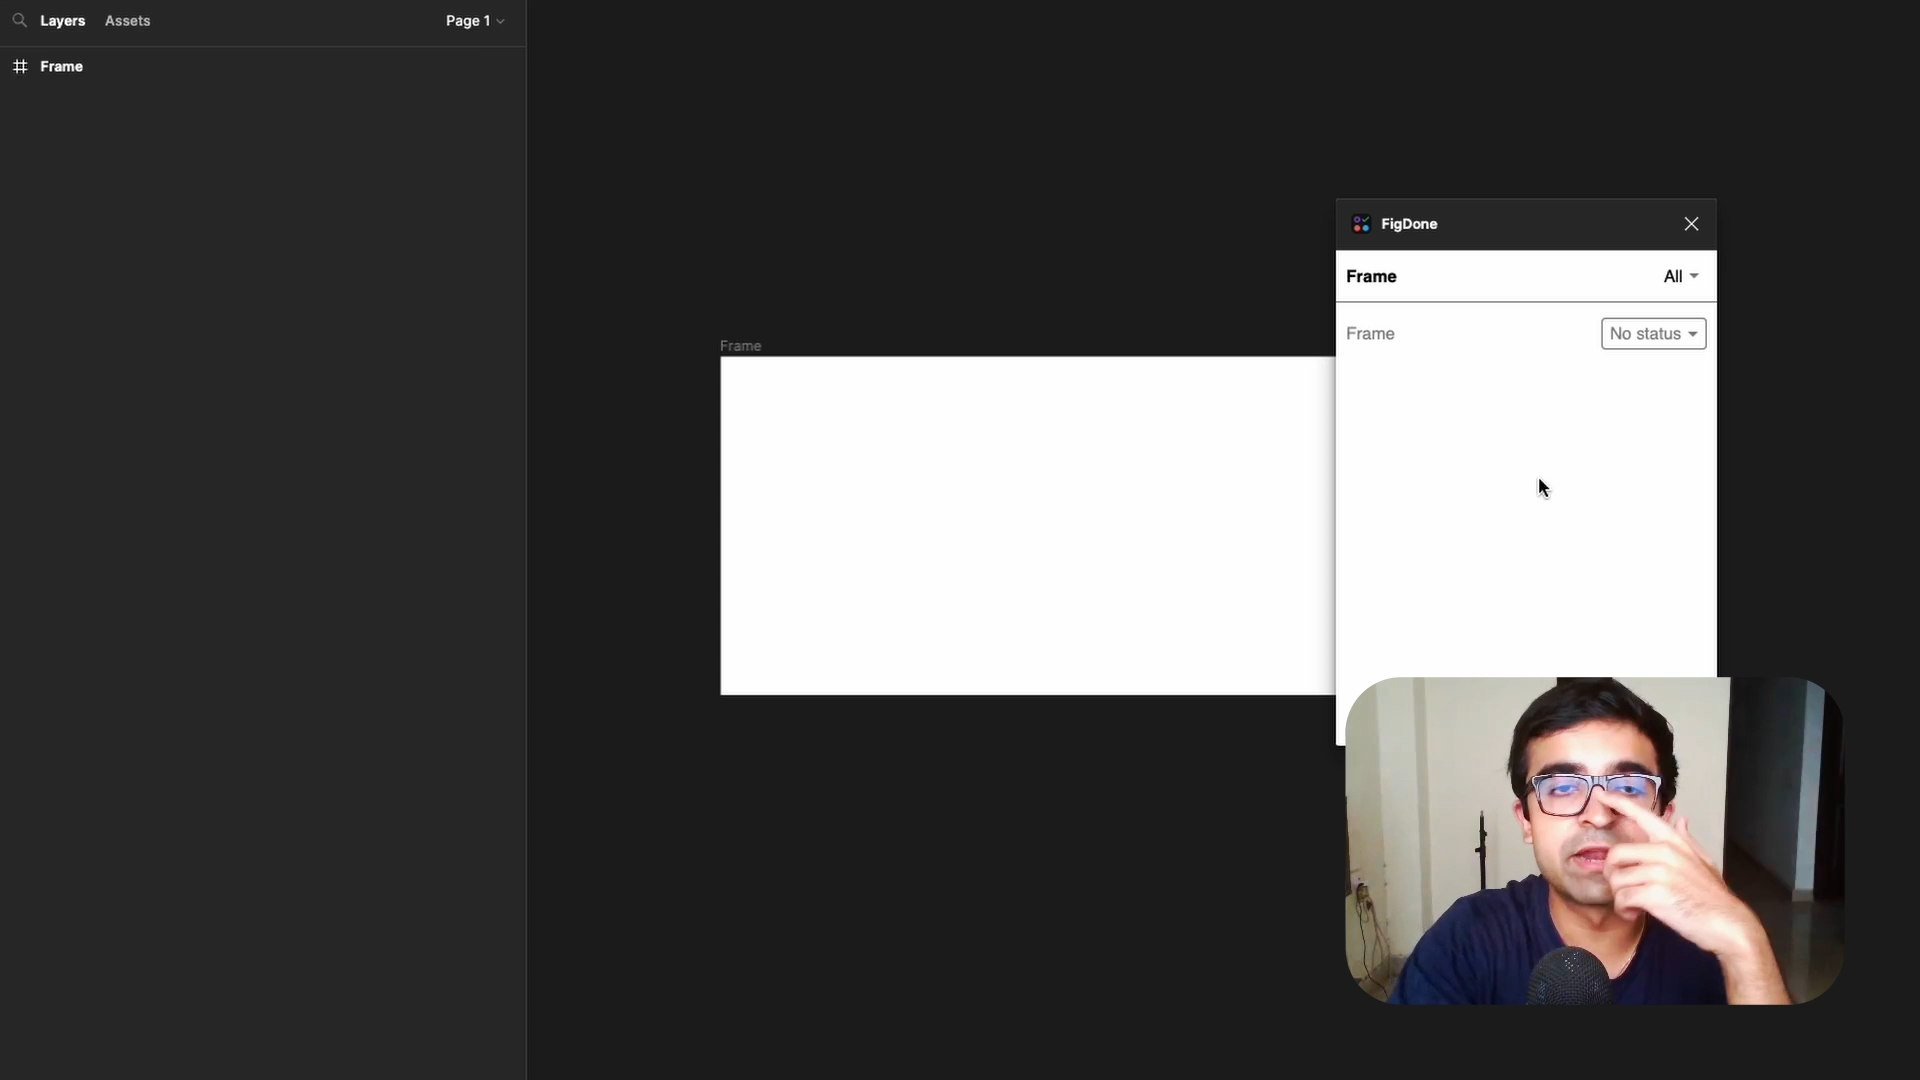 Layers Assets Page 1
Frame
Frame
FigDone
Frame All
Frame No status